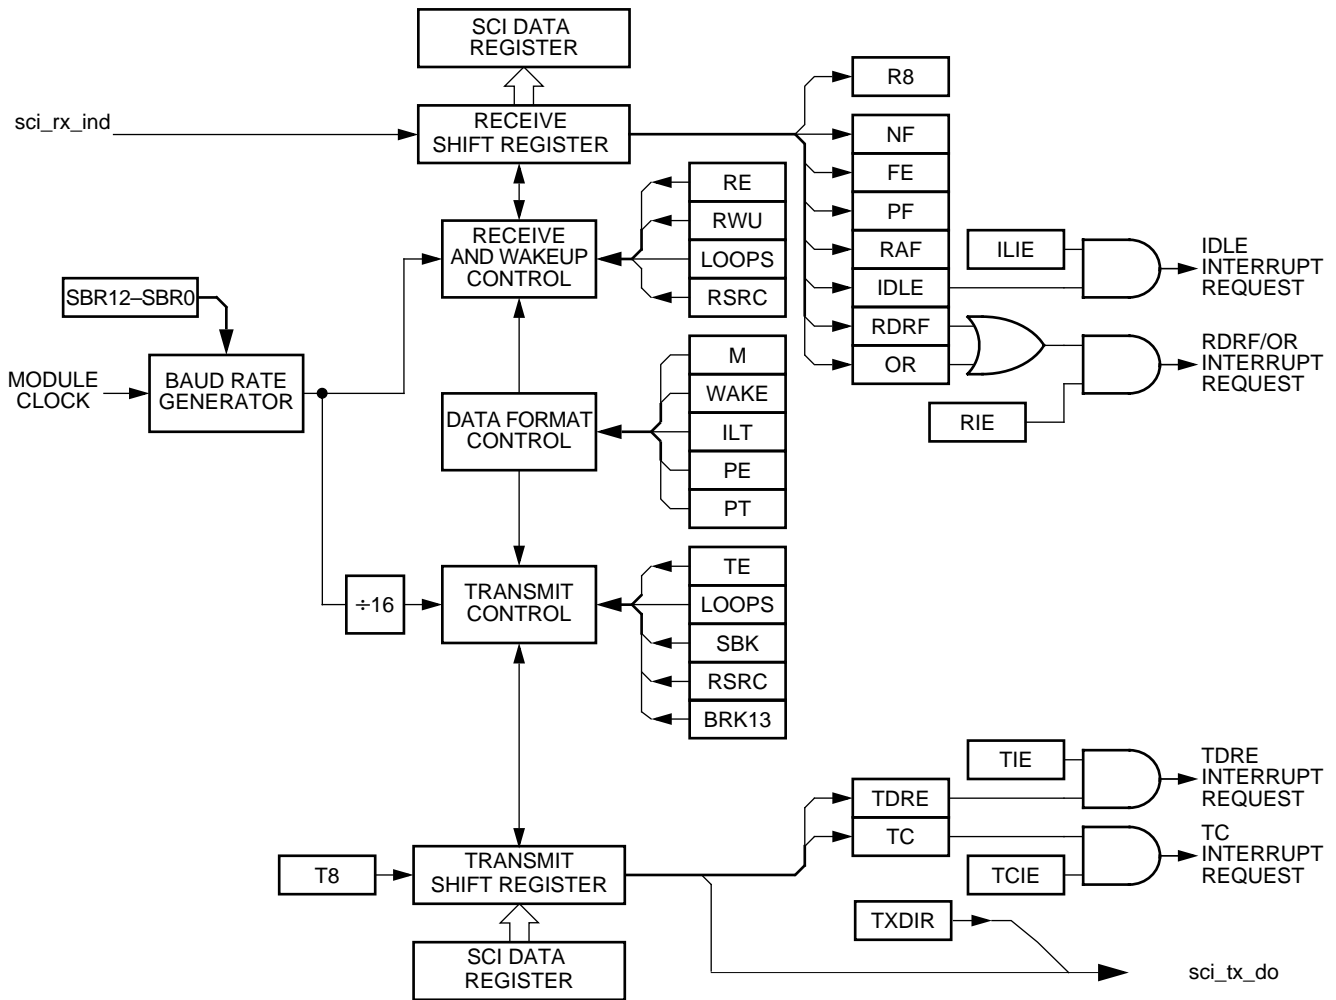 SCI DATA
REGISTER
sci_rx_ind
RECEIVE
SHIFT REGISTER
R8
NF
FE
PF
RAF
IDLE
RDRF
OR
RE
RWU
LOOPS
RSRC
RECEIVE
AND WAKEUP
CONTROL
ILIE
IDLE
INTERRUPT
REQUEST
RDRF/OR
INTERRUPT
REQUEST
RIE
SBR12–SBR0
MODULE
CLOCK
BAUD RATE
GENERATOR
DATA FORMAT
CONTROL
M
WAKE
ILT
PE
PT
÷16
TRANSMIT
CONTROL
TE
LOOPS
SBK
RSRC
BRK13
TIE
TDRE
INTERRUPT
REQUEST
TDRE
TC
TC
INTERRUPT
REQUEST
TCIE
T8
TRANSMIT
SHIFT REGISTER
TXDIR
SCI DATA
REGISTER
sci_tx_do